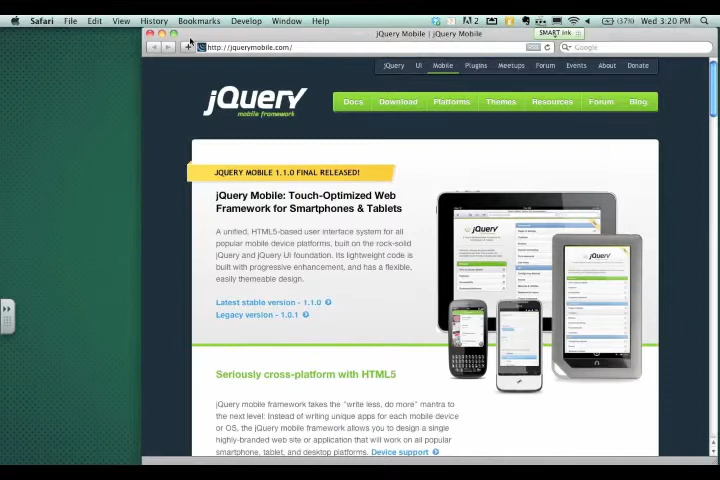 Safari File Edit View History Bookmarks Develop Window Help
2
(37%) Wed 3:20 PM
jQuery Mobile | jQuery Mobile
SMART Ink
http://jquerymobile.com/
Google
jQuery UI Mobile Plugins Meetups Forum Events About Donate
jQuery
mobile framework
Docs Download Platforms Themes Resources Forum Blog
JQUERY MOBILE 1.1.0 FINAL RELEASED!
jQuery Mobile: Touch-Optimized Web
Framework for Smartphones & Tablets
A unified, HTML5-based user interface system for all
popular mobile device platforms, built on the rock-solid
jQuery and jQuery UI foundation. Its lightweight code is
built with progressive enhancement, and has a flexible,
easily themeable design.
Latest stable version - 1.1.0
Legacy version - 1.0.1
jQuery
jQuery
Seriously cross-platform with HTML5
jQuery mobile framework takes the "write less, do more" mantra to
the next level: Instead of writing unique apps for each mobile device
or OS, the jQuery mobile framework allows you to design a single
highly-branded web site or application that will work on all popular
smartphone, tablet, and desktop platforms. Device support